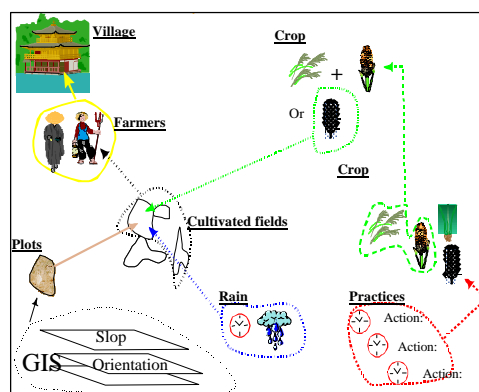 Village
Crop
+
Or
Farmers
Crop
Cultivated fields
Plots
Rain
Practices
Action:
Action:
Action:
Slop
GIS
Orientation